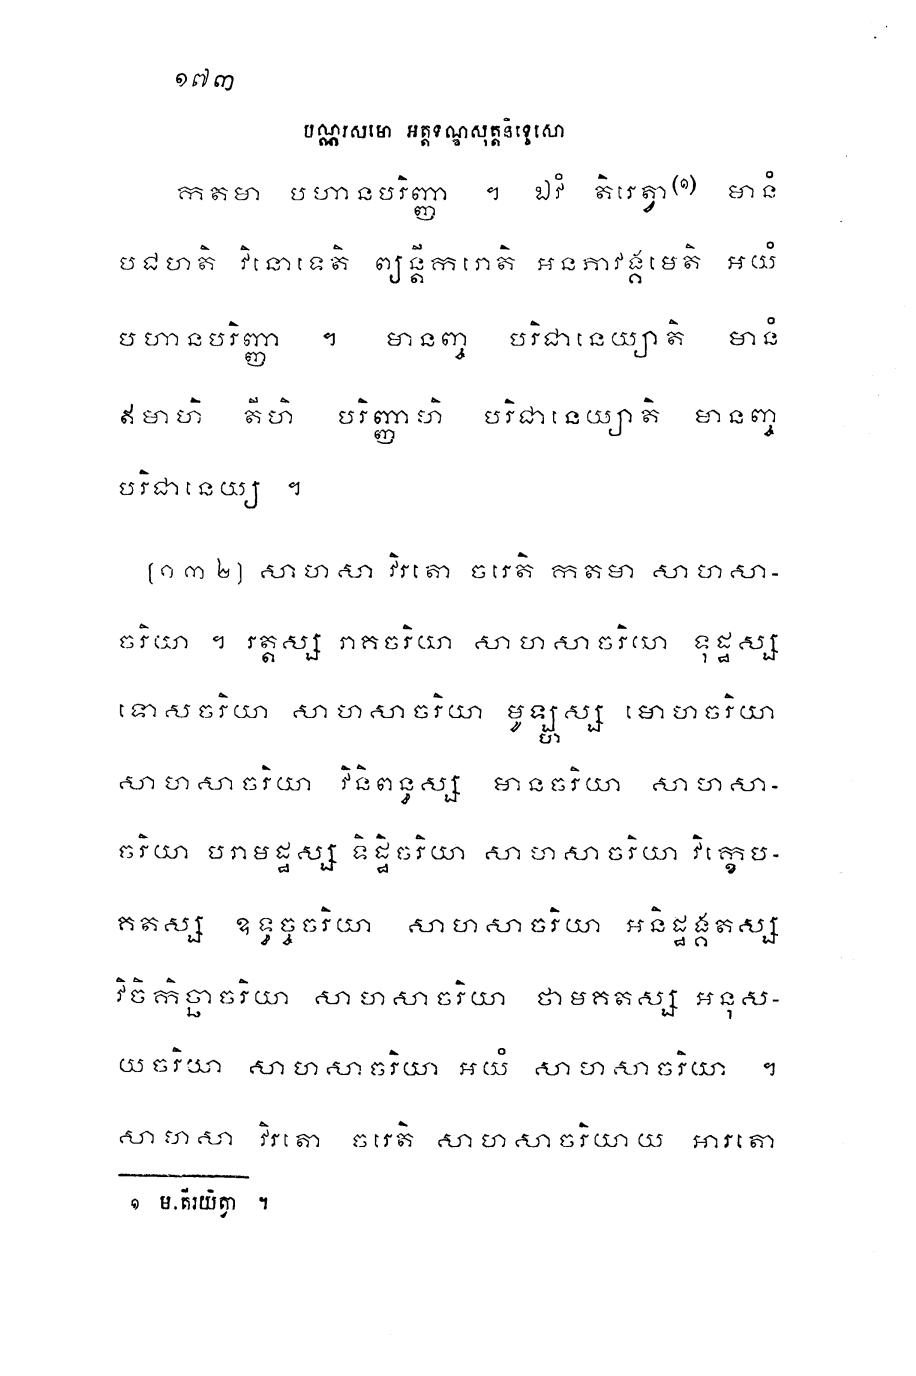 ១៧៣
បណ្ណរសមោ អត្តទណ្ឌសុត្តនិទ្ទេសោ
កតមា បហានបរិញ្ញា ។ ឯវំ តិរេត្វា(១) មានំ
បជហតិ វិនោទេតិ ព្យន្តីករោតិ អនភាវង្គមេតិ អយំ
បហានបរិញ្ញា ។ មានញ្ច បរិជានេយ្យាតិ មានំ
ឥមាហិ តីហិ បរិញ្ញាហិ បរិជានេយ្យាតិ មានញ្ច
បរិជានេយ្យ ។
[១៣២] សាហសា វិរតោ ចរេតិ កតមា សាហសា-
ចរិយា ។ រត្តស្ស រាគចរិយា សាហសាចរិយា ទុដ្ឋស្ស
ទោសចរិយា សាហសាចរិយា មូឡ្ហស្ស មោហចរិយា
សាហសាចរិយា វិនិពន្ធស្ស មានចរិយា សាហសា-
ចរិយា បរាមដ្ឋស្ស ទិដ្ឋិចរិយា សាហសាចរិយា វិក្ខេប-
គតស្ស ឧទ្ធច្ចចរិយា សាហសាចរិយា អនិដ្ឋង្គតស្ស
វិចិកិច្ឆាចរិយា សាហសាចរិយា ថាមគតស្ស អនុស-
យចរិយា សាហសាចរិយា អយំ សាហសាចរិយា ។
សាហសា វិរតោ ចរេតិ សាហសាចរិយាយ អារតោ
១ ម.តីរយិត្វា ។